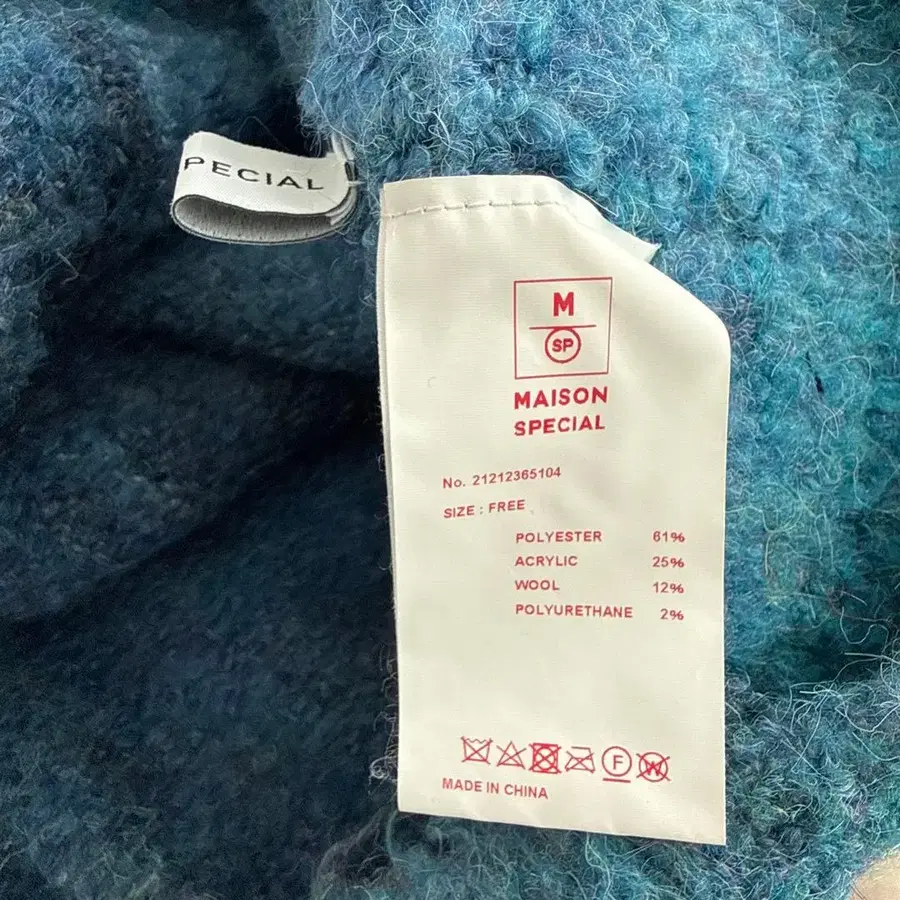 PECIAL
M
SP
MAISON
SPECIAL
No. 21212365104
SIZE : FREE
POLYESTER 61%
ACRYLIC 25%
WOOL 12%
POLYURETHANE 2%
F W
MADE IN CHINA